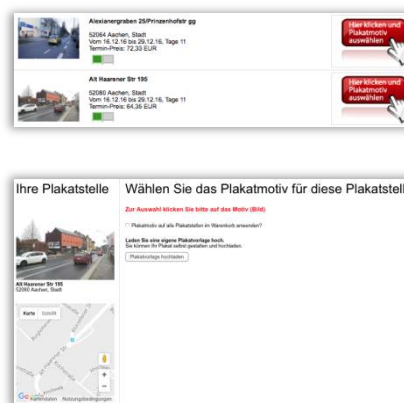 Alexianergraben 25/Prinzenhofstr gg
52064 Aachen, Stadt
Vom 16.12.16 bis 29.12.16, Tage 11
Termin-Preis: 72,33 EUR
Hier klicken und
Plakatmotiv
auswählen
Alt Haarener Str 195
52080 Aachen, Stadt
Vom 16.12.16 bis 29.12.16, Tage 11
Termin-Preis: 64,35 EUR
Hier klicken und
Plakatmotiv
auswählen
Ihre Plakatstelle
Wählen Sie das Plakatmotiv für diese Plakatstell
Zur Auswahl klicken Sie bitte auf das Motiv (Bild)
Plakatmotiv auf alle Plakatstellen im Warenkorb anwenden?
Laden Sie eine eigene Plakatvorlage hoch.
Sie können Ihr Plakat selbst gestalten und hochladen.
Plakatvorlage hochladen
Alt Haarener Str 195
52080 Aachen, Stadt
Karte Satellit
Kartendaten Nutzungsbedingungen